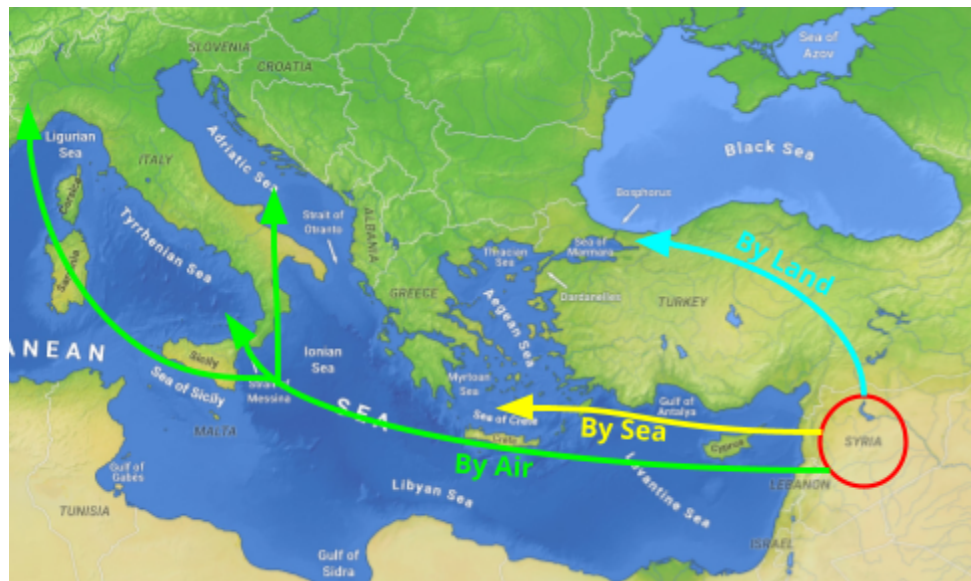 SLOVENIA
CROATIA
Sea of
Azov
Ligurian
Sea
ITALY
Adriatic Sea
Black Sea
Corsica
Bosphorus
Strait of
Otranto
ALBANIA
Tyrrhenian Sea
Sardinia
Thracian
Sea
Sea of
Marmara
By Land
Dardanelles
GREECE
Aegean Sea
TURKEY
ANEAN
Sicily
Ionian
Sea
Myrtoan
Sea
Sea of Sicily
Strait of
Messina
SEA
Sea of Crete
Gulf of
Antalya
By Sea
MALTA
Crete
Cyprus
SYRIA
By Air
Gulf of
Gabes
Libyan Sea
Levantine Sea
LEBANON
TUNISIA
ISRAEL
Gulf of
Sidra